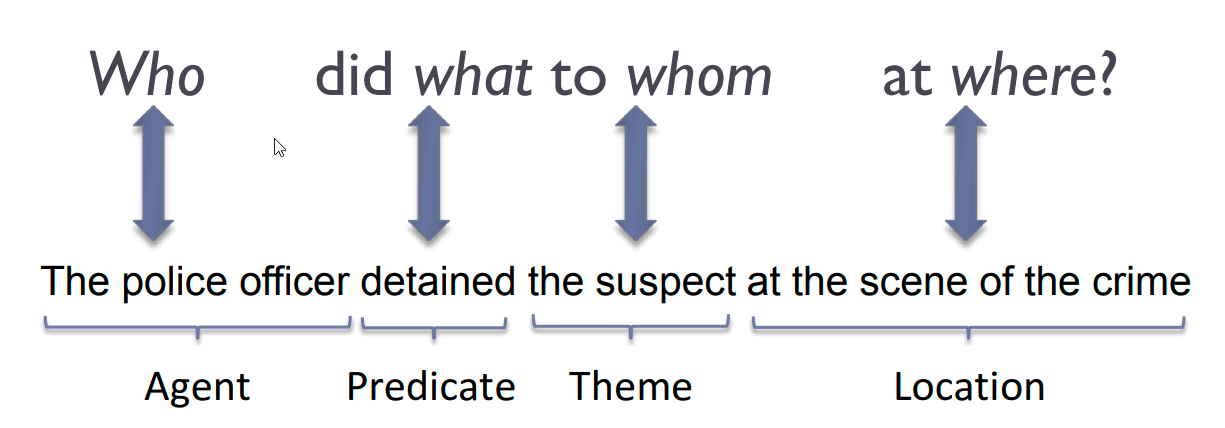 Who did what to whom at where?
The police officer detained the suspect at the scene of the crime
Agent Predicate Theme Location